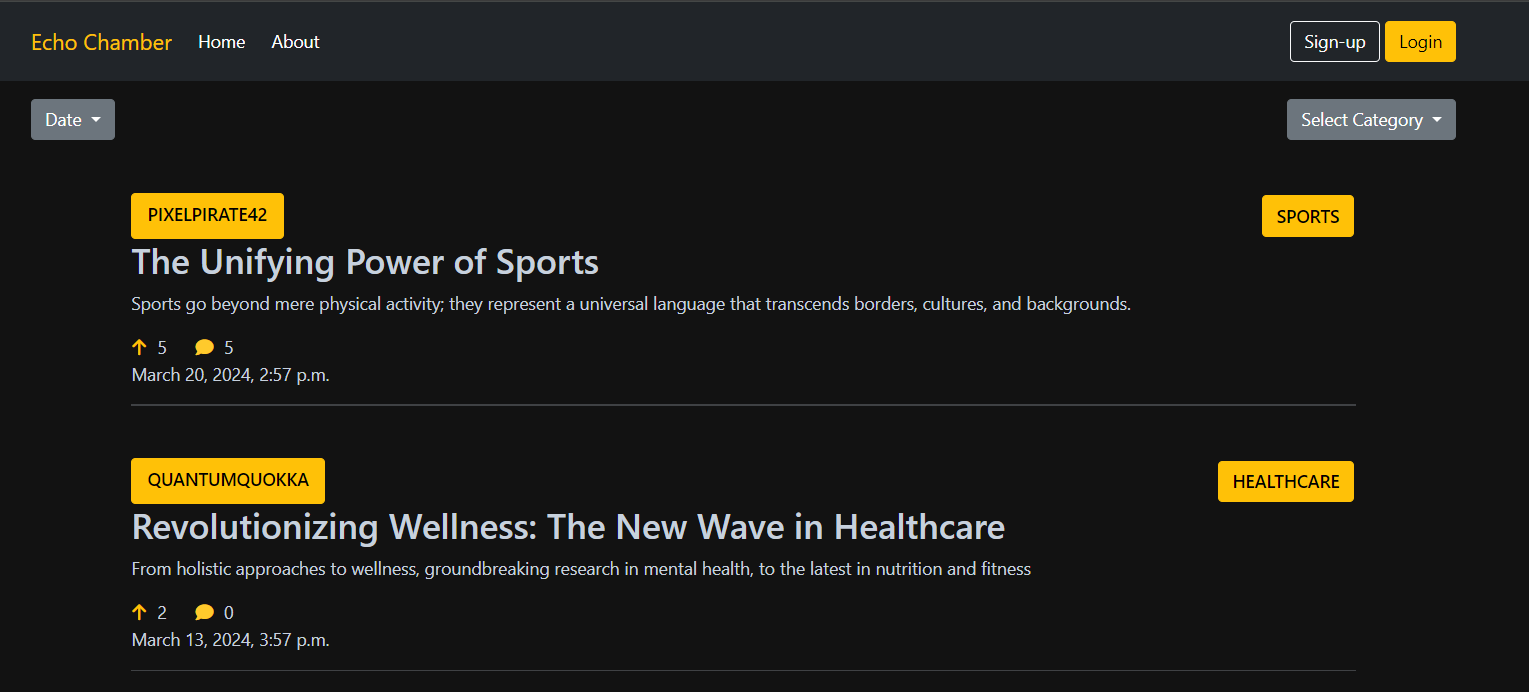 Echo Chamber Home About Sign-up Login
Date Select Category
PIXELPIRATE42 SPORTS
The Unifying Power of Sports
Sports go beyond mere physical activity; they represent a universal language that transcends borders, cultures, and backgrounds.
5 5
March 20, 2024, 2:57 p.m.
QUANTUMQUOKKA HEALTHCARE
Revolutionizing Wellness: The New Wave in Healthcare
From holistic approaches to wellness, groundbreaking research in mental health, to the latest in nutrition and fitness
2 0
March 13, 2024, 3:57 p.m.